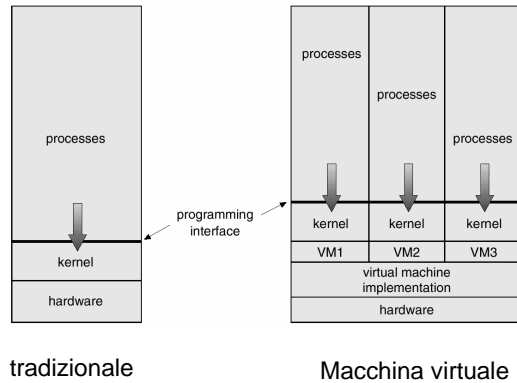 processes
kernel
hardware
tradizionale
programming
interface
processes
processes
processes
kernel kernel kernel
VM1 VM2 VM3
virtual machine
implementation
hardware
Macchina virtuale